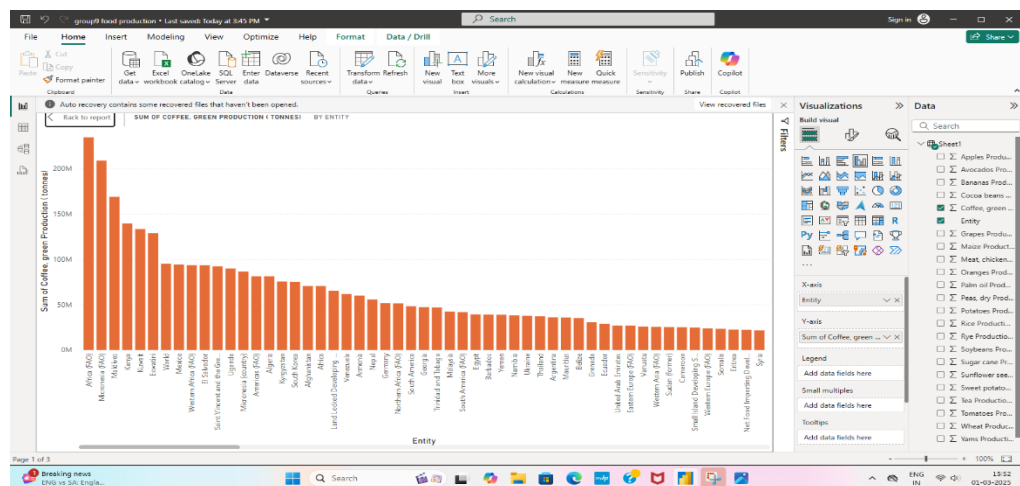 group9 food production • Last saved: Today at 3:45 PM
Search
Sign in
File Home Insert Modeling View Optimize Help Format Data / Drill
Share
Paste
Cut
Copy
Format painter
Get data
Excel workbook
OneLake catalog
SQL Server
Enter data
Dataverse
Recent sources
Transform data
Refresh
New visual
Text box
More visuals
New visual calculation
New measure
Quick measure
Sensitivity
Publish
Copilot
Clipboard Data Queries Insert Calculations Sensitivity Share Copilot
Auto recovery contains some recovered files that haven't been opened.
View recovered files
Back to report
SUM OF COFFEE, GREEN PRODUCTION ( TONNES) BY ENTITY
Sum of Coffee, green Production ( tonnes)
200M
150M
100M
50M
0M
Africa (FAO)
Micronesia (FAO)
Maldives
Kenya
Kuwait
Eswatini
World
Mexico
Western Africa (FAO)
El Salvador
Saint Vincent and the Gre...
Uganda
Micronesia (country)
Americas (FAO)
Algeria
Kyrgyzstan
South Korea
Afghanistan
Africa
Land Locked Developing ...
Venezuela
Armenia
Nepal
Germany
Northern Africa (FAO)
South America
Georgia
Trinidad and Tobago
Malaysia
South America (FAO)
Egypt
Barbados
Yemen
Namibia
Ukraine
Thailand
Argentina
Mauritius
Belize
Grenada
Ecuador
United Arab Emirates
Eastern Europe (FAO)
Vanuatu
Western Asia (FAO)
Sudan (former)
Cameroon
Small Island Developing S...
Western Europe (FAO)
Somalia
Eritrea
Net Food Importing Devel...
Syria
Entity
Filters
Visualizations
Build visual
Py
R
...
X-axis
Entity
Y-axis
Sum of Coffee, green ...
Legend
Add data fields here
Small multiples
Add data fields here
Tooltips
Add data fields here
Data
Search
Sheet1
Apples Produ...
Avocados Pro...
Bananas Prod...
Cocoa beans ...
Coffee, green ...
Entity
Grapes Produ...
Maize Product...
Meat, chicken...
Oranges Prod...
Palm oil Prod...
Peas, dry Prod...
Potatoes Prod...
Rice Producti...
Rye Productio...
Soybeans Pro...
Sugar cane Pr...
Sunflower see...
Sweet potato...
Tea Productio...
Tomatoes Pro...
Wheat Produc...
Yams Producti...
Page 1 of 3
100%
Breaking news
ENG vs SA: Engla...
Search
ENG
IN
15:52
01-03-2025